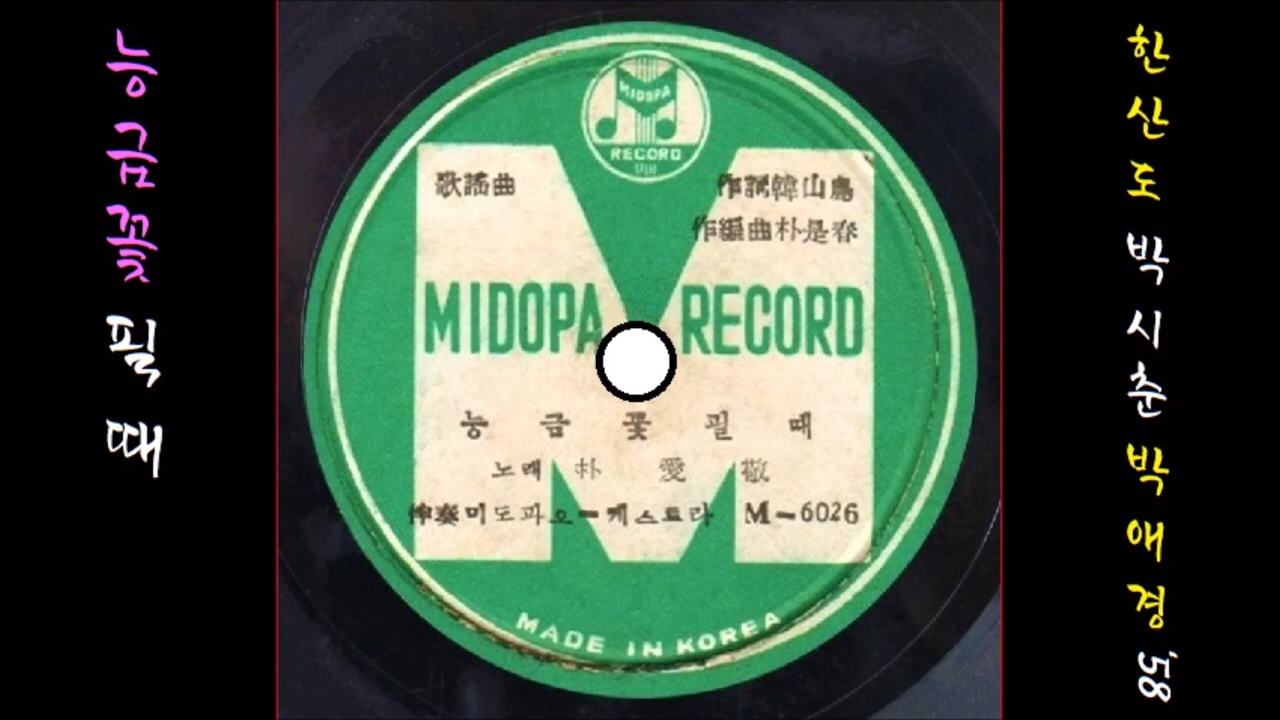 능금꽃 필 때
MIDOPA
RECORD
歌謠曲
作詞韓山島
作編曲朴是春
MIDOPA RECORD
능금꽃필때
노래 朴愛敬
伴奏미도파오-케스트라 M-6026
MADE IN KOREA
한산도 박시춘 박애경 '58